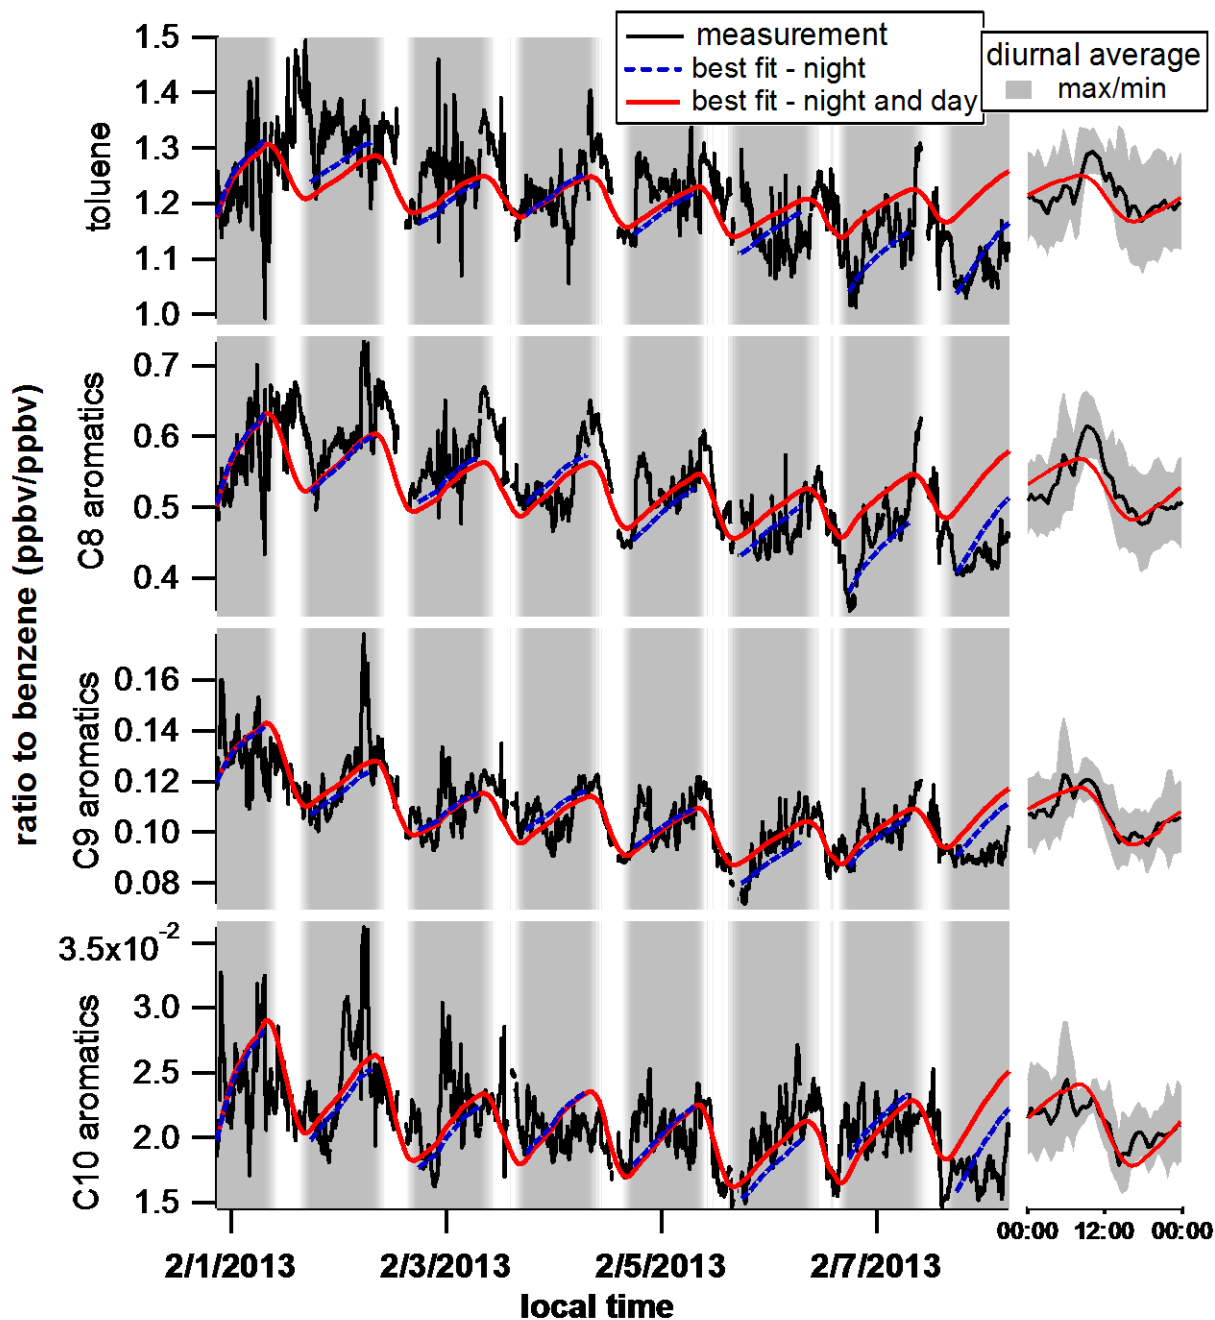 measurement
best fit - night
best fit - night and day
diurnal average
max/min
ratio to benzene (ppbv/ppbv)
toluene
1.5
1.4
1.3
1.2
1.1
1.0
C8 aromatics
0.7
0.6
0.5
0.4
C9 aromatics
0.16
0.14
0.12
0.10
0.08
C10 aromatics
3.5x10⁻²
3.0
2.5
2.0
1.5
2/1/2013 2/3/2013 2/5/2013 2/7/2013
00:00 12:00 00:00
local time